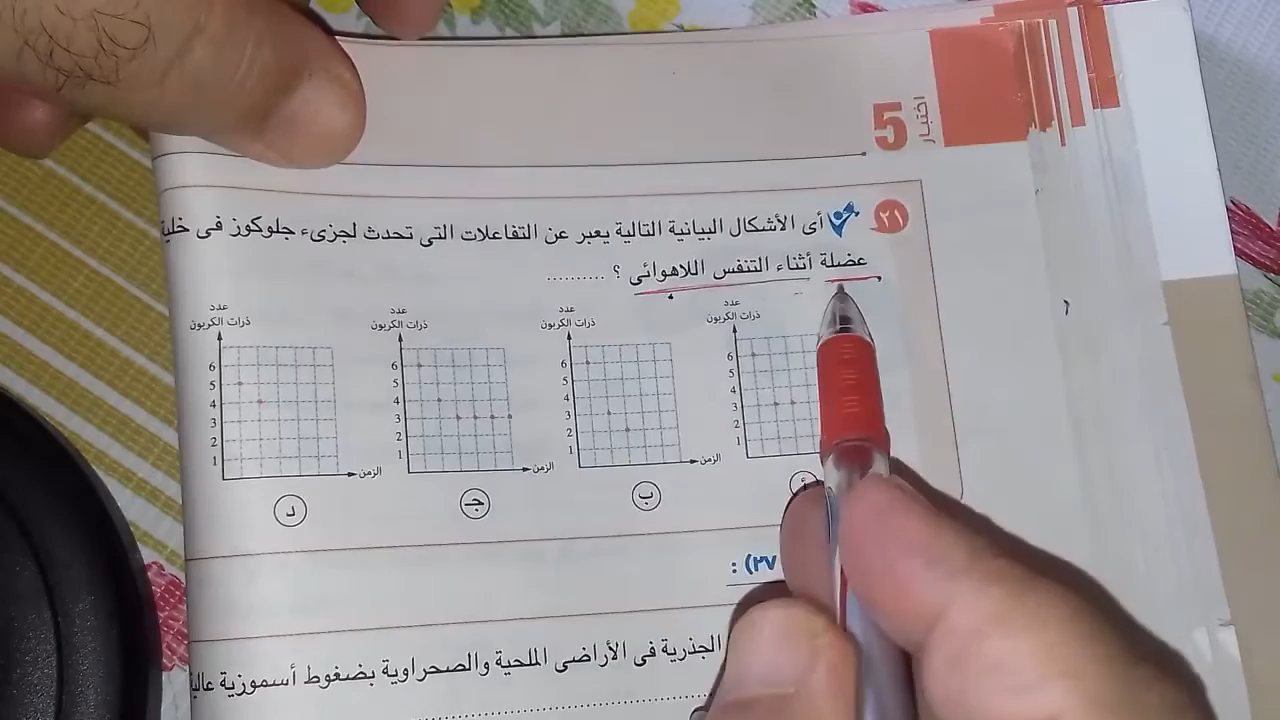 اختبار 5
٢١ أى الأشكال البيانية التالية يعبر عن التفاعلات التى تحدث لجزىء جلوكوز فى خلية
عضلة أثناء التنفس اللاهوائى ؟ ..........
عدد
ذرات الكربون
6
5
4
3
2
1
أ
عدد
ذرات الكربون
6
5
4
3
2
1
الزمن
ب
عدد
ذرات الكربون
6
5
4
3
2
1
الزمن
جـ
عدد
ذرات الكربون
6
5
4
3
2
1
الزمن
د
٢٧) :
الجذرية فى الأراضى الملحية والصحراوية بضغوط أسموزية